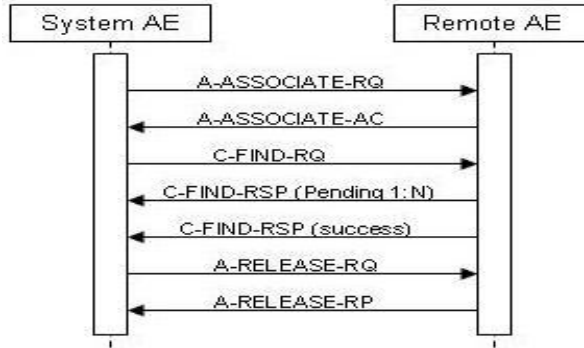 System AE
Remote AE
A-ASSOCIATE-RQ
A-ASSOCIATE-AC
C-FIND-RQ
C-FIND-RSP (Pending 1:N)
C-FIND-RSP (success)
A-RELEASE-RQ
A-RELEASE-RP